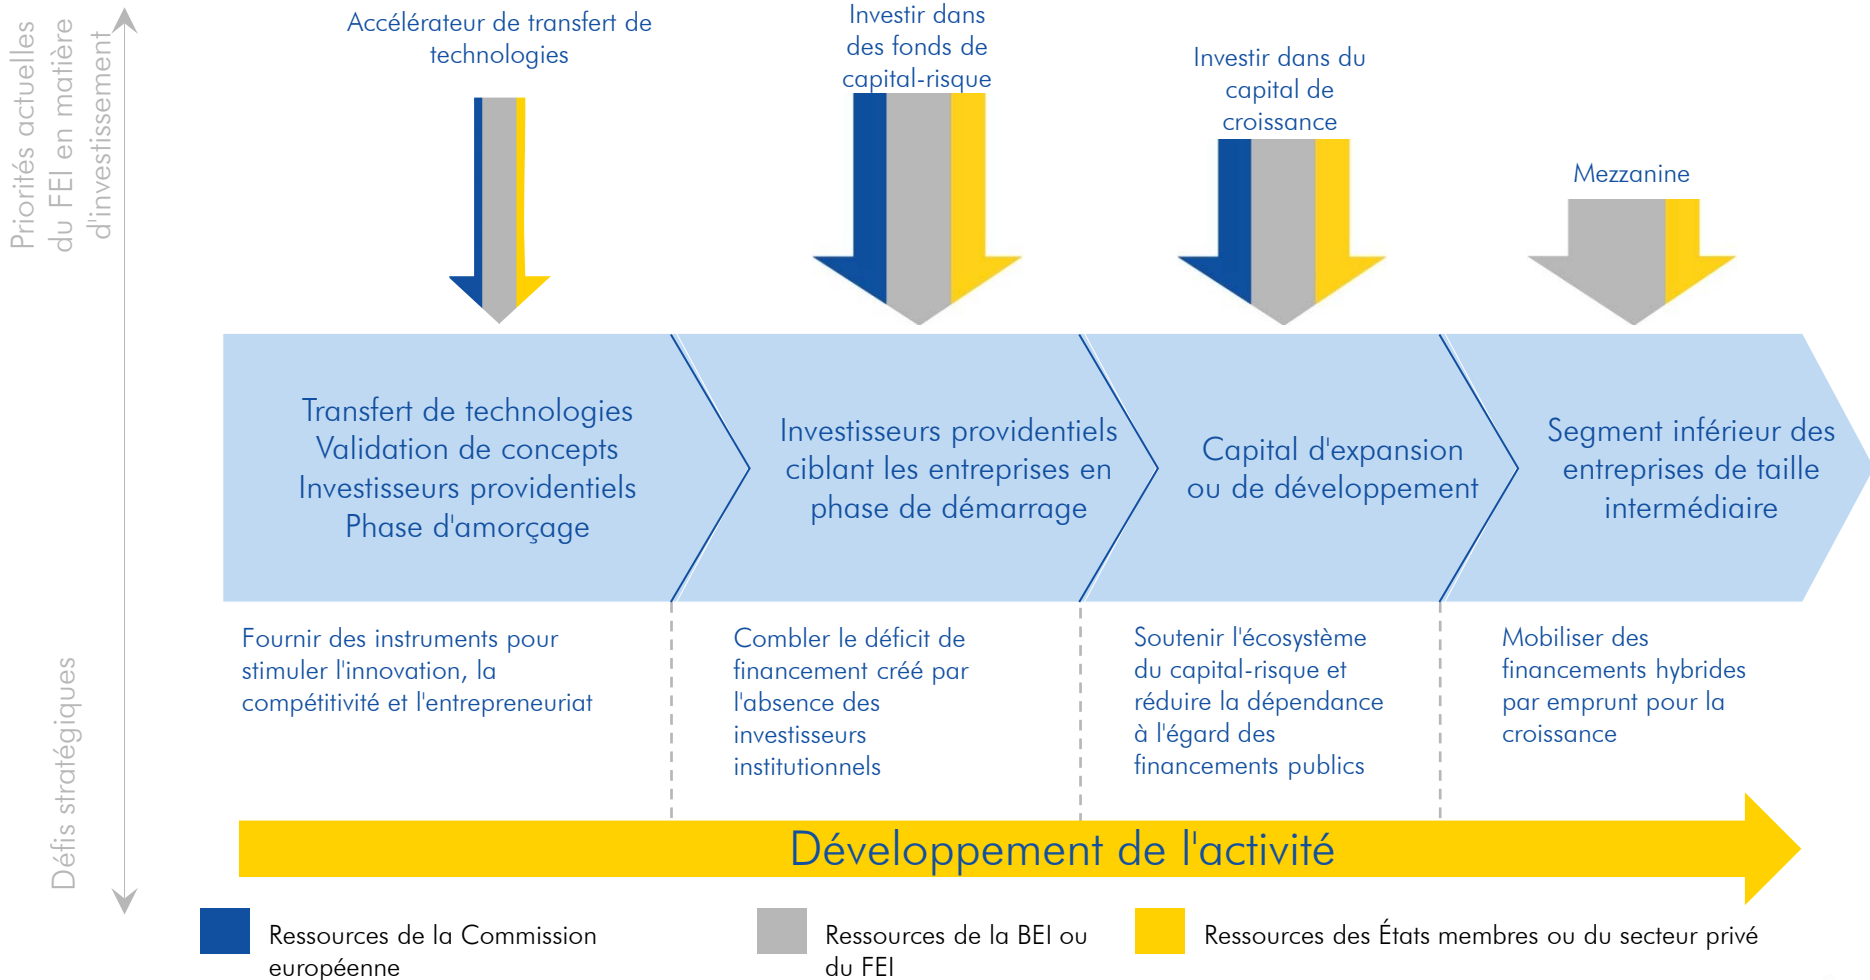 Priorités actuelles
du FEI en matière
d'investissement
Accélérateur de transfert de
technologies
Investir dans
des fonds de
capital-risque
Investir dans du
capital de
croissance
Mezzanine
Transfert de technologies
Validation de concepts
Investisseurs providentiels
Phase d'amorçage
Investisseurs providentiels
ciblant les entreprises en
phase de démarrage
Capital d'expansion
ou de développement
Segment inférieur des
entreprises de taille
intermédiaire
Défis stratégiques
Fournir des instruments pour
stimuler l'innovation, la
compétitivité et l'entrepreneuriat
Combler le déficit de
financement créé par
l'absence des
investisseurs
institutionnels
Soutenir l'écosystème
du capital-risque et
réduire la dépendance
à l'égard des
financements publics
Mobiliser des
financements hybrides
par emprunt pour la
croissance
Développement de l'activité
Ressources de la Commission
européenne
Ressources de la BEI ou
du FEI
Ressources des États membres ou du secteur privé